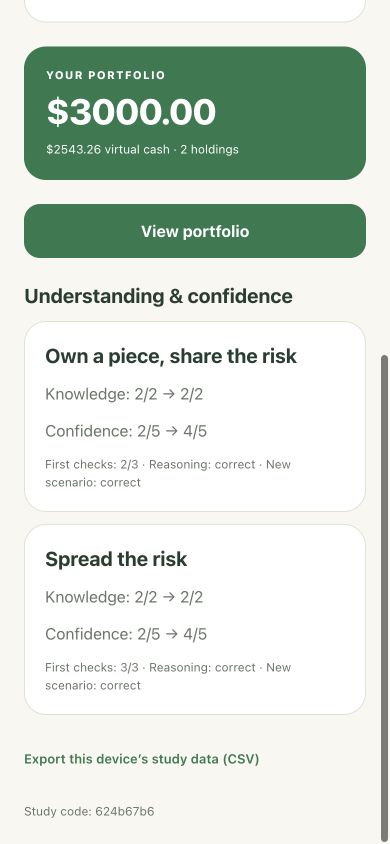 YOUR PORTFOLIO
$3000.00
$2543.26 virtual cash · 2 holdings
View portfolio
Understanding & confidence
Own a piece, share the risk
Knowledge: 2/2 → 2/2
Confidence: 2/5 → 4/5
First checks: 2/3 · Reasoning: correct · New
scenario: correct
Spread the risk
Knowledge: 2/2 → 2/2
Confidence: 2/5 → 4/5
First checks: 3/3 · Reasoning: correct · New
scenario: correct
Export this device’s study data (CSV)
Study code: 624b67b6